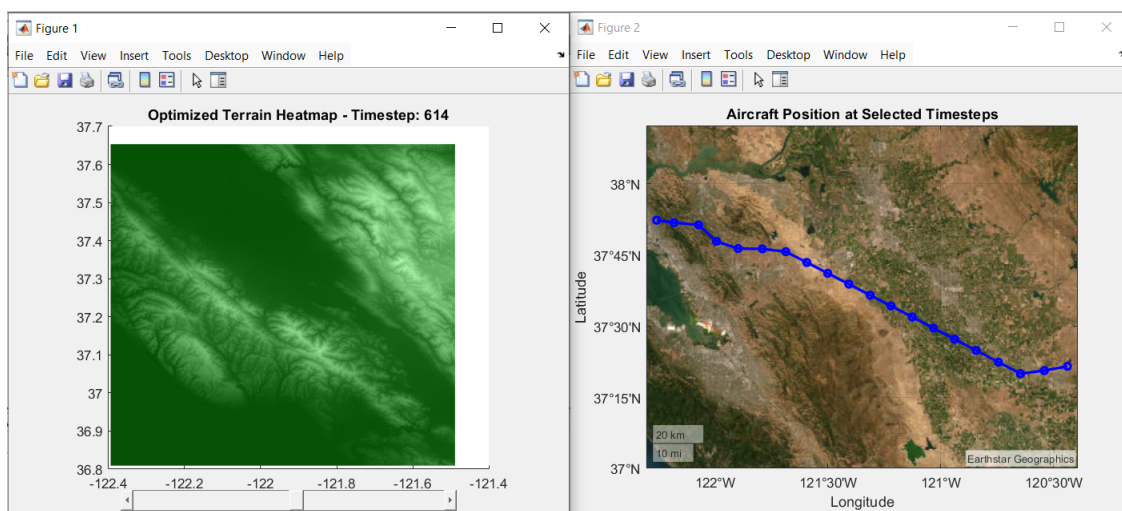 Figure 1
File Edit View Insert Tools Desktop Window Help
Optimized Terrain Heatmap - Timestep: 614
37.7
37.6
37.5
37.4
37.3
37.2
37.1
37
36.9
36.8
-122.4 -122.2 -122 -121.8 -121.6 -121.4
Figure 2
File Edit View Insert Tools Desktop Window Help
Aircraft Position at Selected Timesteps
Latitude
38°N
37°45'N
37°30'N
37°15'N
37°N
20 km
10 mi
Earthstar Geographics
122°W 121°30'W 121°W 120°30'W
Longitude